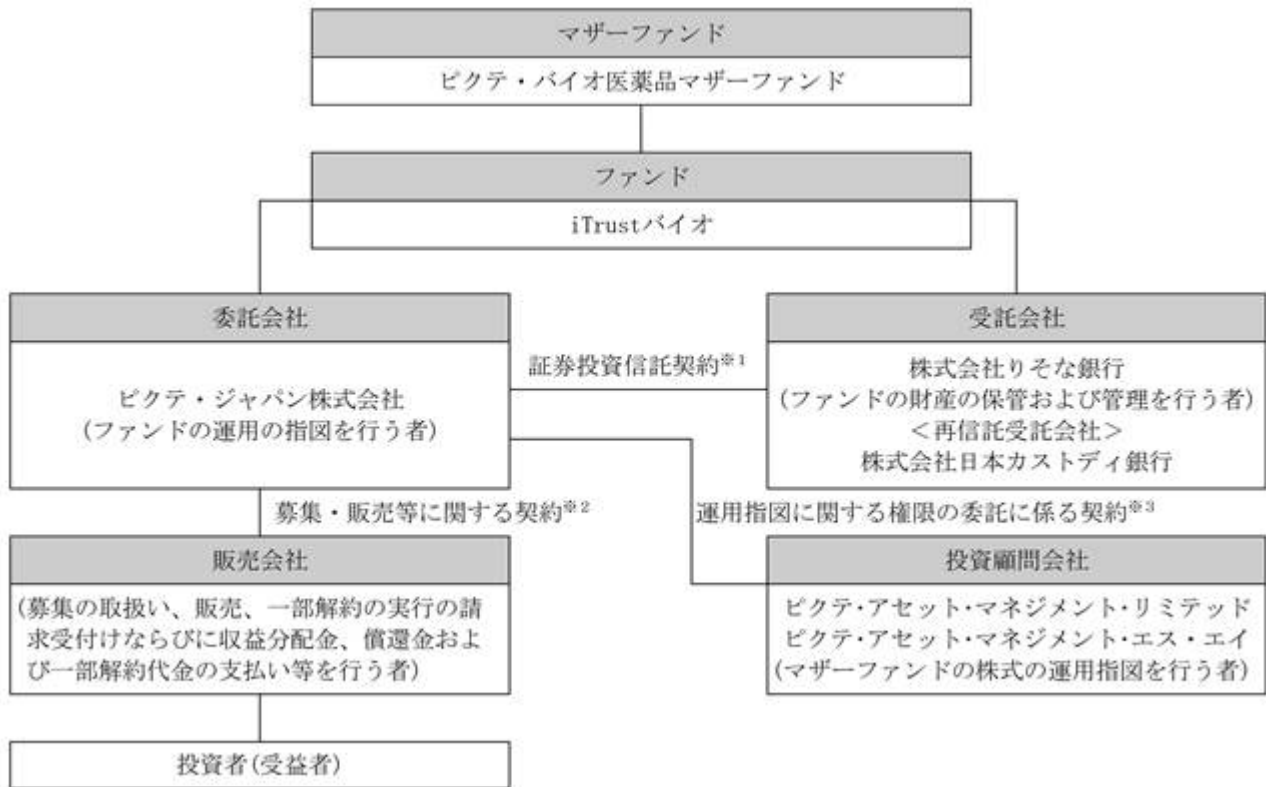 マザーファンド
ピクテ・バイオ医薬品マザーファンド
ファンド
iTrustバイオ
委託会社
ピクテ・ジャパン株式会社
(ファンドの運用の指図を行う者)
証券投資信託契約※1
受託会社
株式会社りそな銀行
(ファンドの財産の保管および管理を行う者)
＜再信託受託会社＞
株式会社日本カストディ銀行
募集・販売等に関する契約※2
運用指図に関する権限の委託に係る契約※3
販売会社
(募集の取扱い、販売、一部解約の実行の請
求受付けならびに収益分配金、償還金およ
び一部解約代金の支払い等を行う者)
投資顧問会社
ピクテ・アセット・マネジメント・リミテッド
ピクテ・アセット・マネジメント・エス・エイ
(マザーファンドの株式の運用指図を行う者)
投資者(受益者)